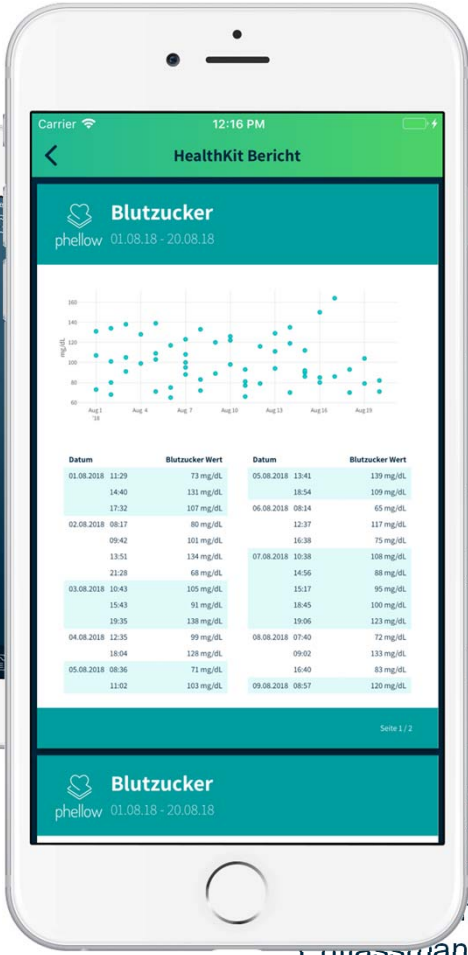 Carrier 12:16 PM
HealthKit Bericht
Blutzucker
phellow 01.08.18 - 20.08.18
160
140
120
100
80
60
mg/dL
Aug 1 Aug 4 Aug 7 Aug 10 Aug 13 Aug 16 Aug 19
'18
Datum Blutzucker Wert Datum Blutzucker Wert
01.08.2018 11:29 73 mg/dL 05.08.2018 13:41 139 mg/dL
14:40 131 mg/dL 18:54 109 mg/dL
17:32 107 mg/dL 06.08.2018 08:14 65 mg/dL
02.08.2018 08:17 80 mg/dL 12:37 117 mg/dL
09:42 101 mg/dL 16:38 75 mg/dL
13:51 134 mg/dL 07.08.2018 10:38 108 mg/dL
21:28 68 mg/dL 14:56 88 mg/dL
03.08.2018 10:43 105 mg/dL 15:17 95 mg/dL
15:43 91 mg/dL 18:45 100 mg/dL
19:35 138 mg/dL 19:06 123 mg/dL
04.08.2018 12:35 99 mg/dL 08.08.2018 07:40 72 mg/dL
18:04 128 mg/dL 09:02 133 mg/dL
05.08.2018 08:36 71 mg/dL 16:40 83 mg/dL
11:02 103 mg/dL 09.08.2018 08:57 120 mg/dL
Seite 1 / 2
Blutzucker
phellow 01.08.18 - 20.08.18